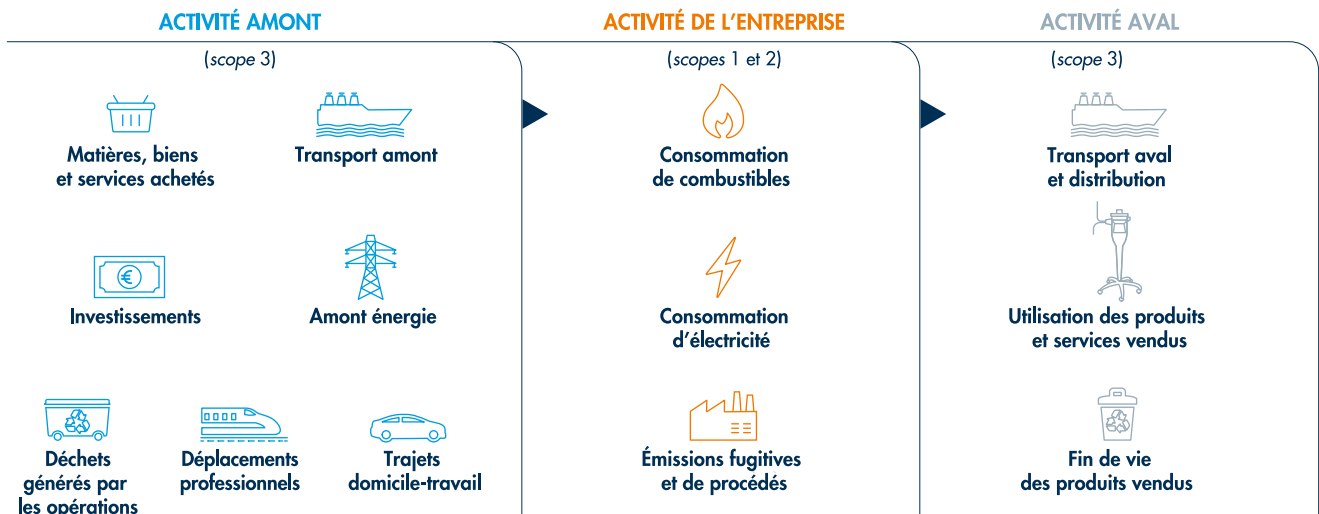 ACTIVITÉ AMONT
(scope 3)
Matières, biens
et services achetés
Transport amont
€
Investissements
Amont énergie
Déchets
générés par
les opérations
Déplacements
professionnels
Trajets
domicile-travail
ACTIVITÉ DE L’ENTREPRISE
(scopes 1 et 2)
Consommation
de combustibles
Consommation
d’électricité
Émissions fugitives
et de procédés
ACTIVITÉ AVAL
(scope 3)
Transport aval
et distribution
Utilisation des produits
et services vendus
Fin de vie
des produits vendus